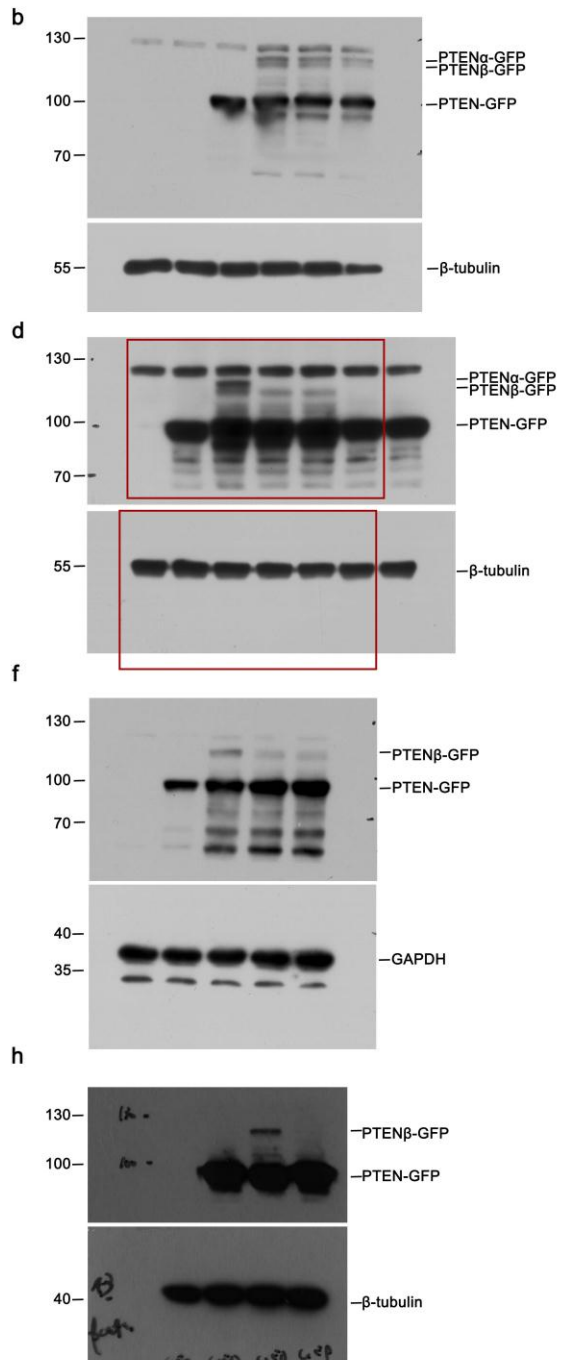 b
130
PTENα-GFP
PTENβ-GFP
100
PTEN-GFP
70
55
β-tubulin
d
130
PTENα-GFP
PTENβ-GFP
100
PTEN-GFP
70
55
β-tubulin
f
130
PTENβ-GFP
100
PTEN-GFP
70
40
GAPDH
35
h
130
PTENβ-GFP
100
100
PTEN-GFP
40
β-tubulin